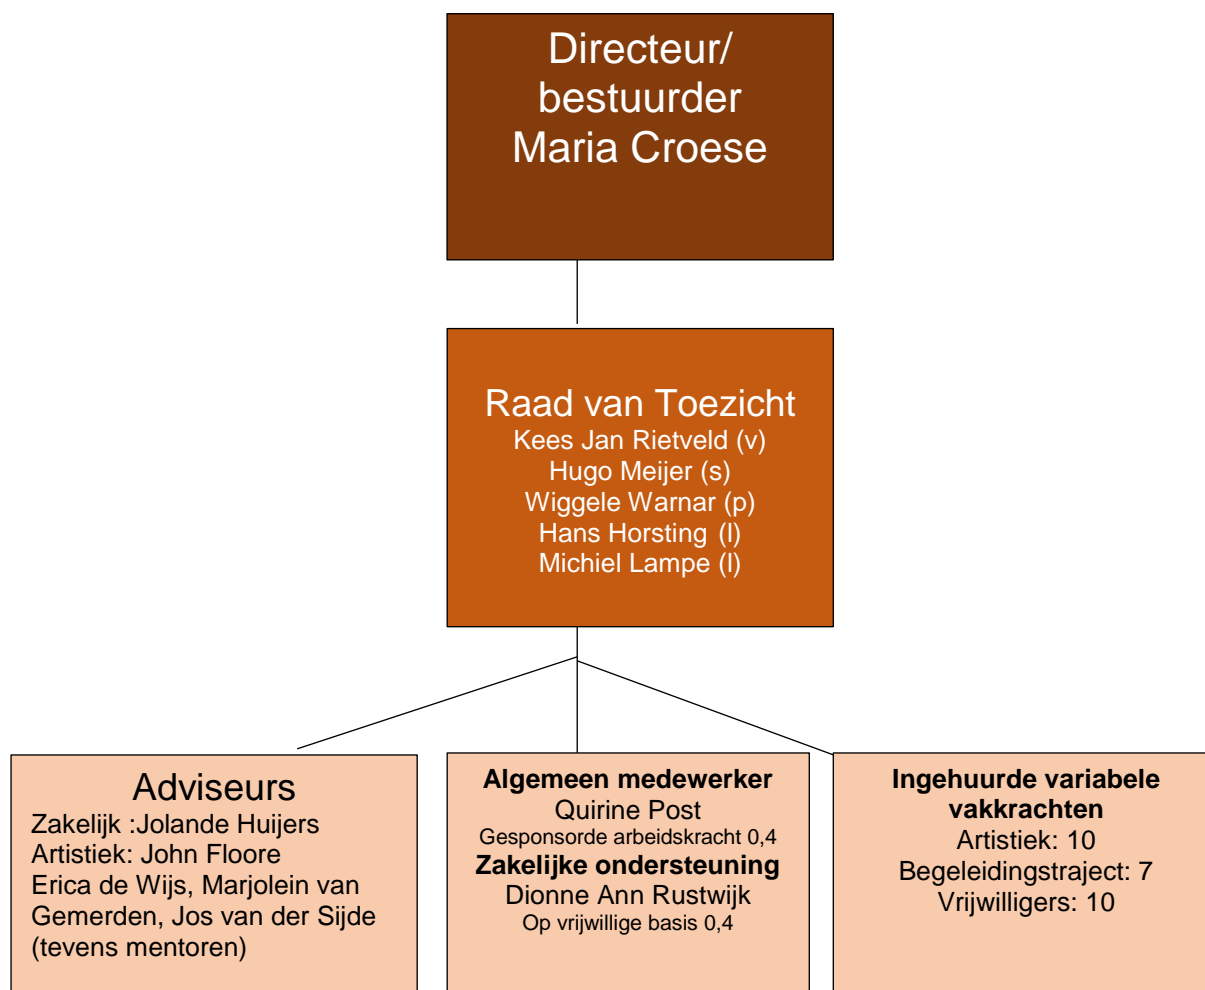 Directeur/
bestuurder
Maria Croese
Raad van Toezicht
Kees Jan Rietveld (v)
Hugo Meijer (s)
Wiggele Warnar (p)
Hans Horsting (l)
Michiel Lampe (l)
Adviseurs
Zakelijk :Jolande Huijers
Artistiek: John Floore
Erica de Wijs, Marjolein van
Gemerden, Jos van der Sijde
(tevens mentoren)
Algemeen medewerker
Quirine Post
Gesponsorde arbeidskracht 0,4
Zakelijke ondersteuning
Dionne Ann Rustwijk
Op vrijwillige basis 0,4
Ingehuurde variabele
vakkrachten
Artistiek: 10
Begeleidingstraject: 7
Vrijwilligers: 10